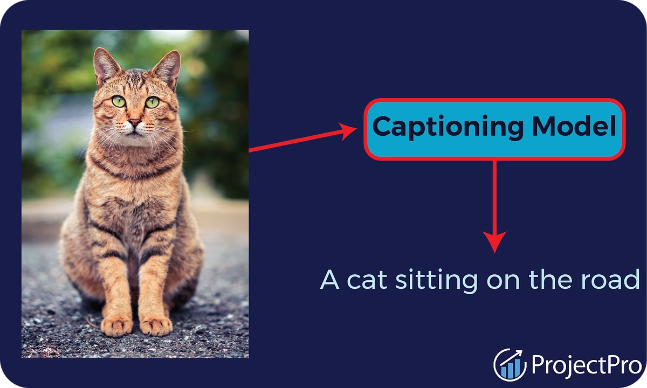 Captioning Model
A cat sitting on the road
ProjectPro